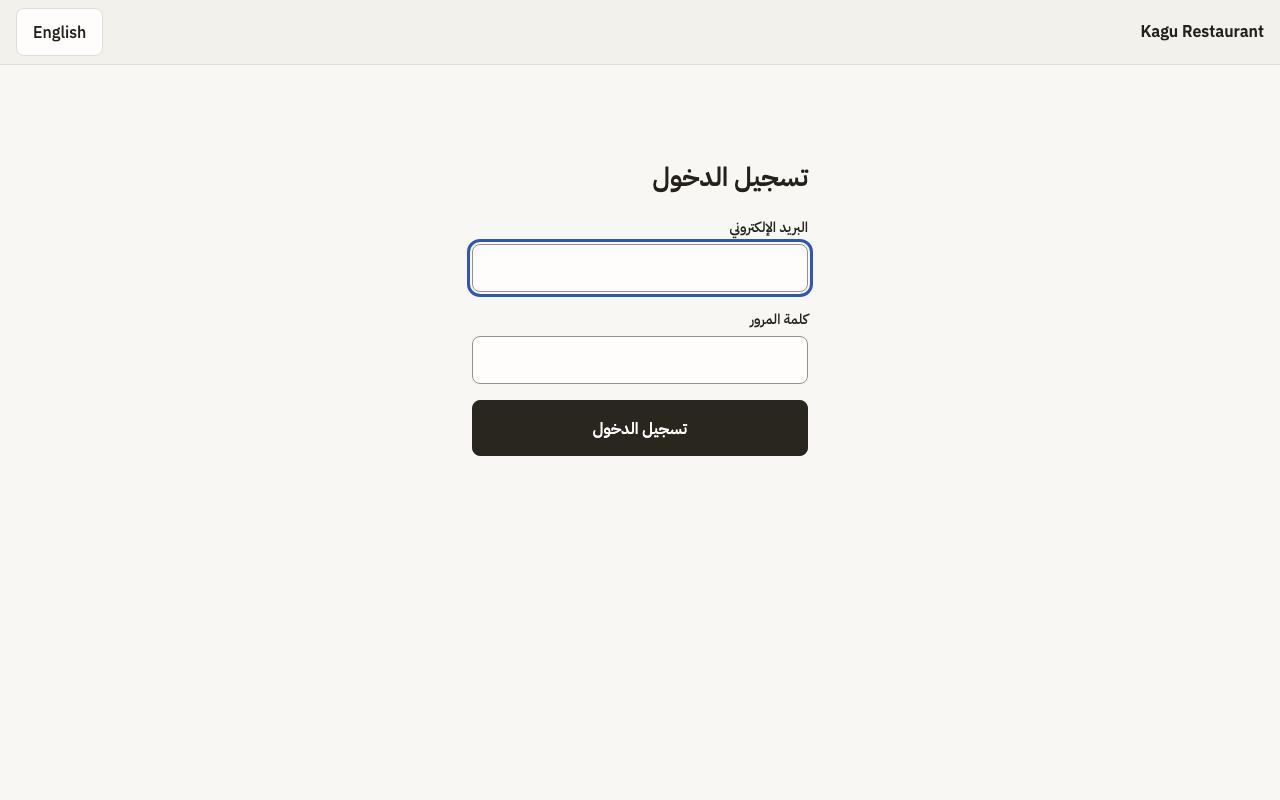 Kagu Restaurant
English
تسجيل الدخول
البريد الإلكتروني
كلمة المرور
تسجيل الدخول